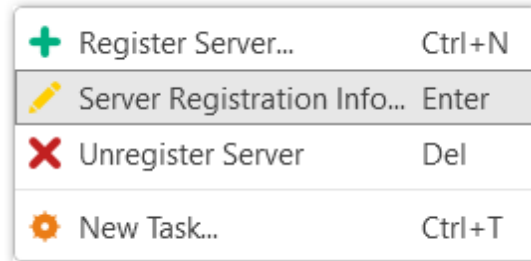 Register Server... Ctrl+N
Server Registration Info... Enter
Unregister Server Del
New Task... Ctrl+T